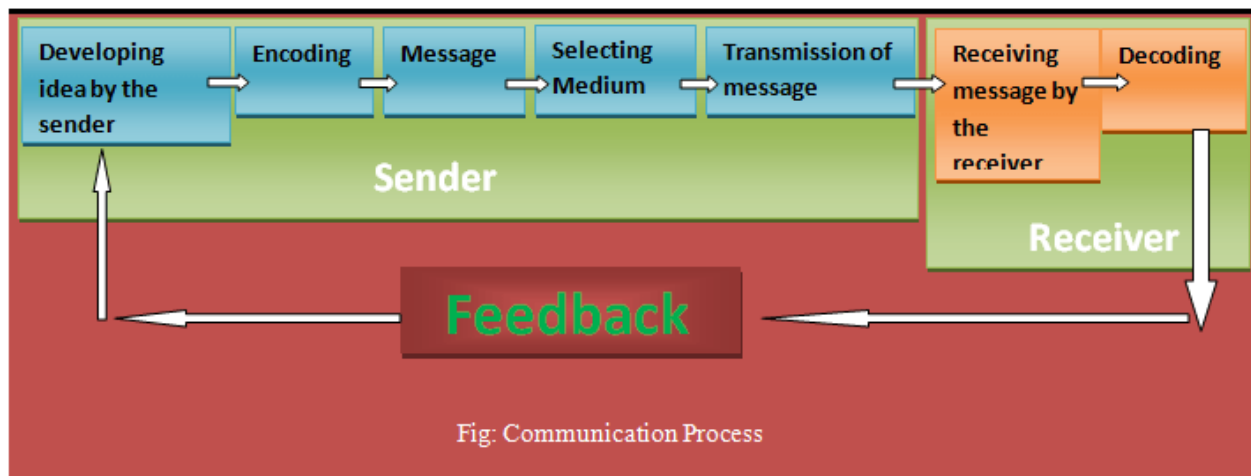 Developing
idea by the
sender
Encoding
Message
Selecting
Medium
Transmission of
message
Receiving
message by
the
receiver
Decoding
Sender
Receiver
Feedback
Fig: Communication Process